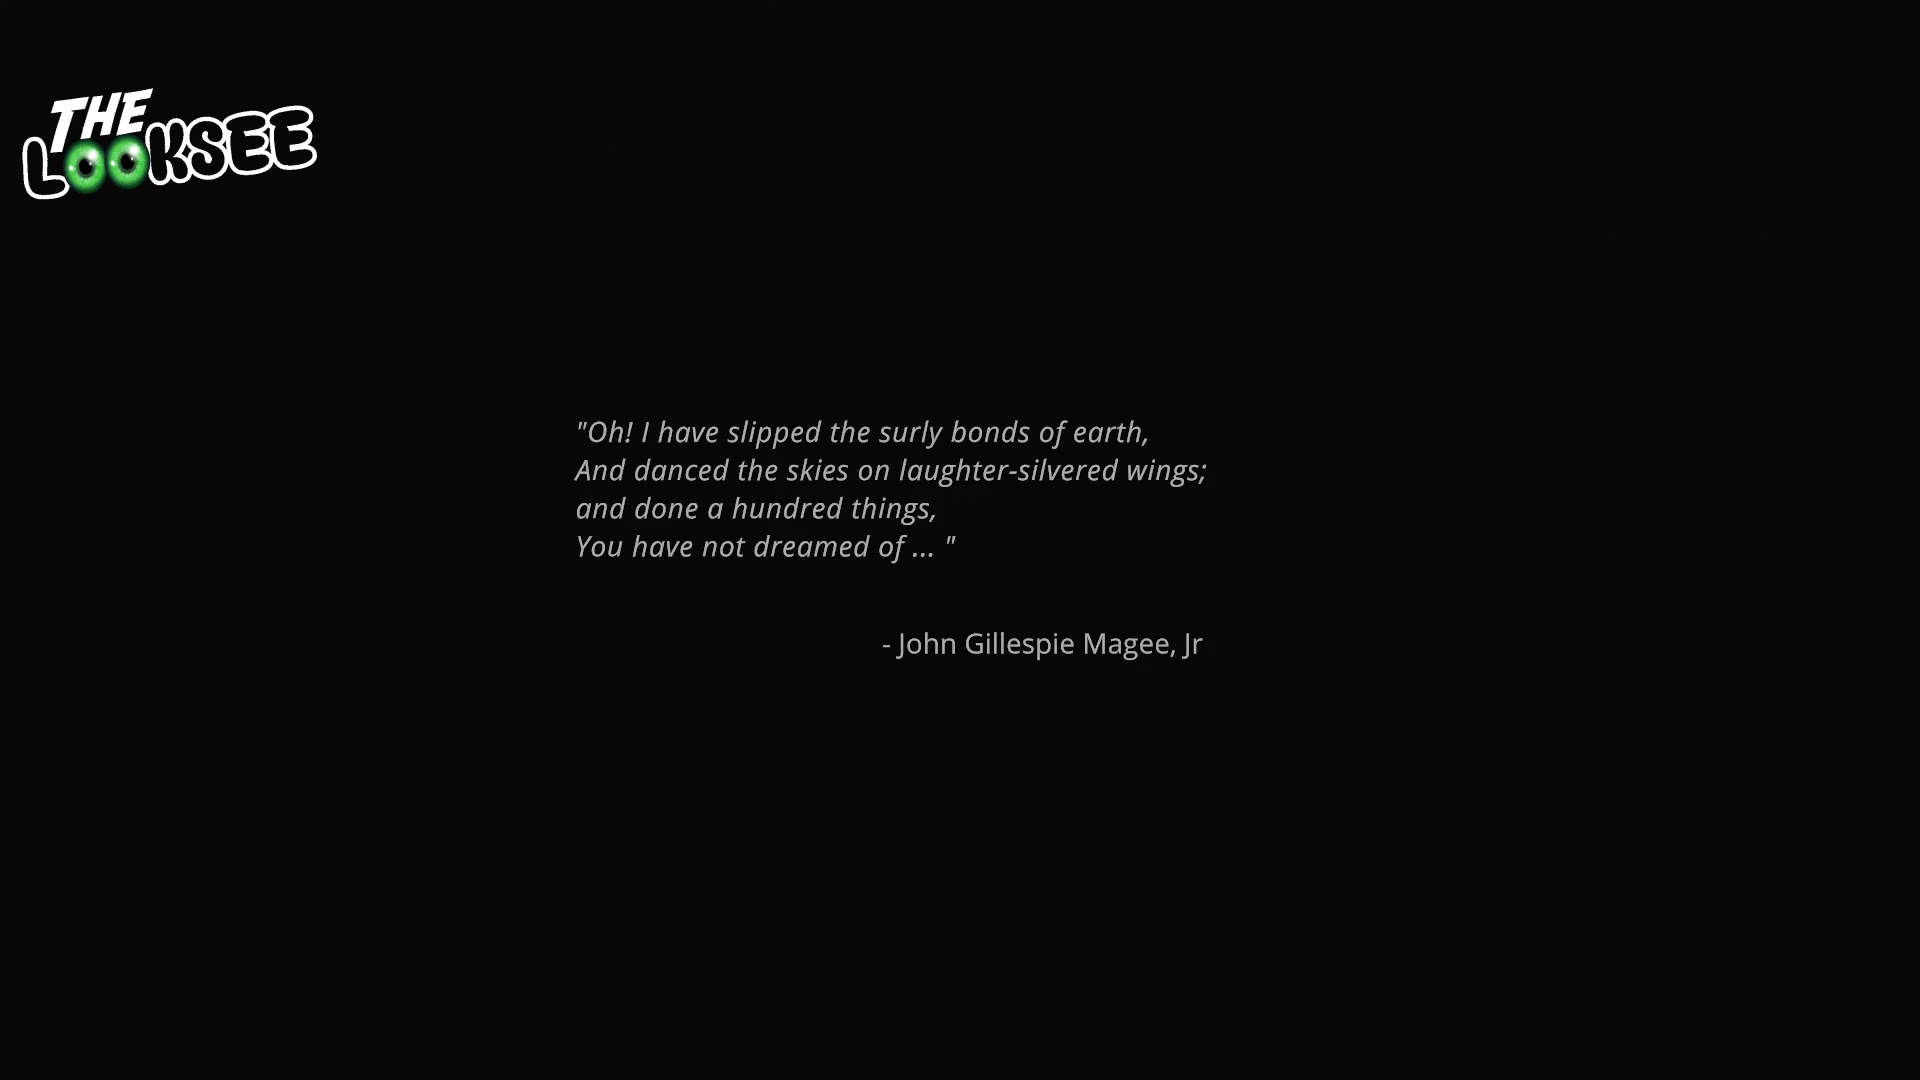 THE
LOOKSEE
"Oh! I have slipped the surly bonds of earth,
And danced the skies on laughter-silvered wings;
and done a hundred things,
You have not dreamed of ... "
- John Gillespie Magee, Jr